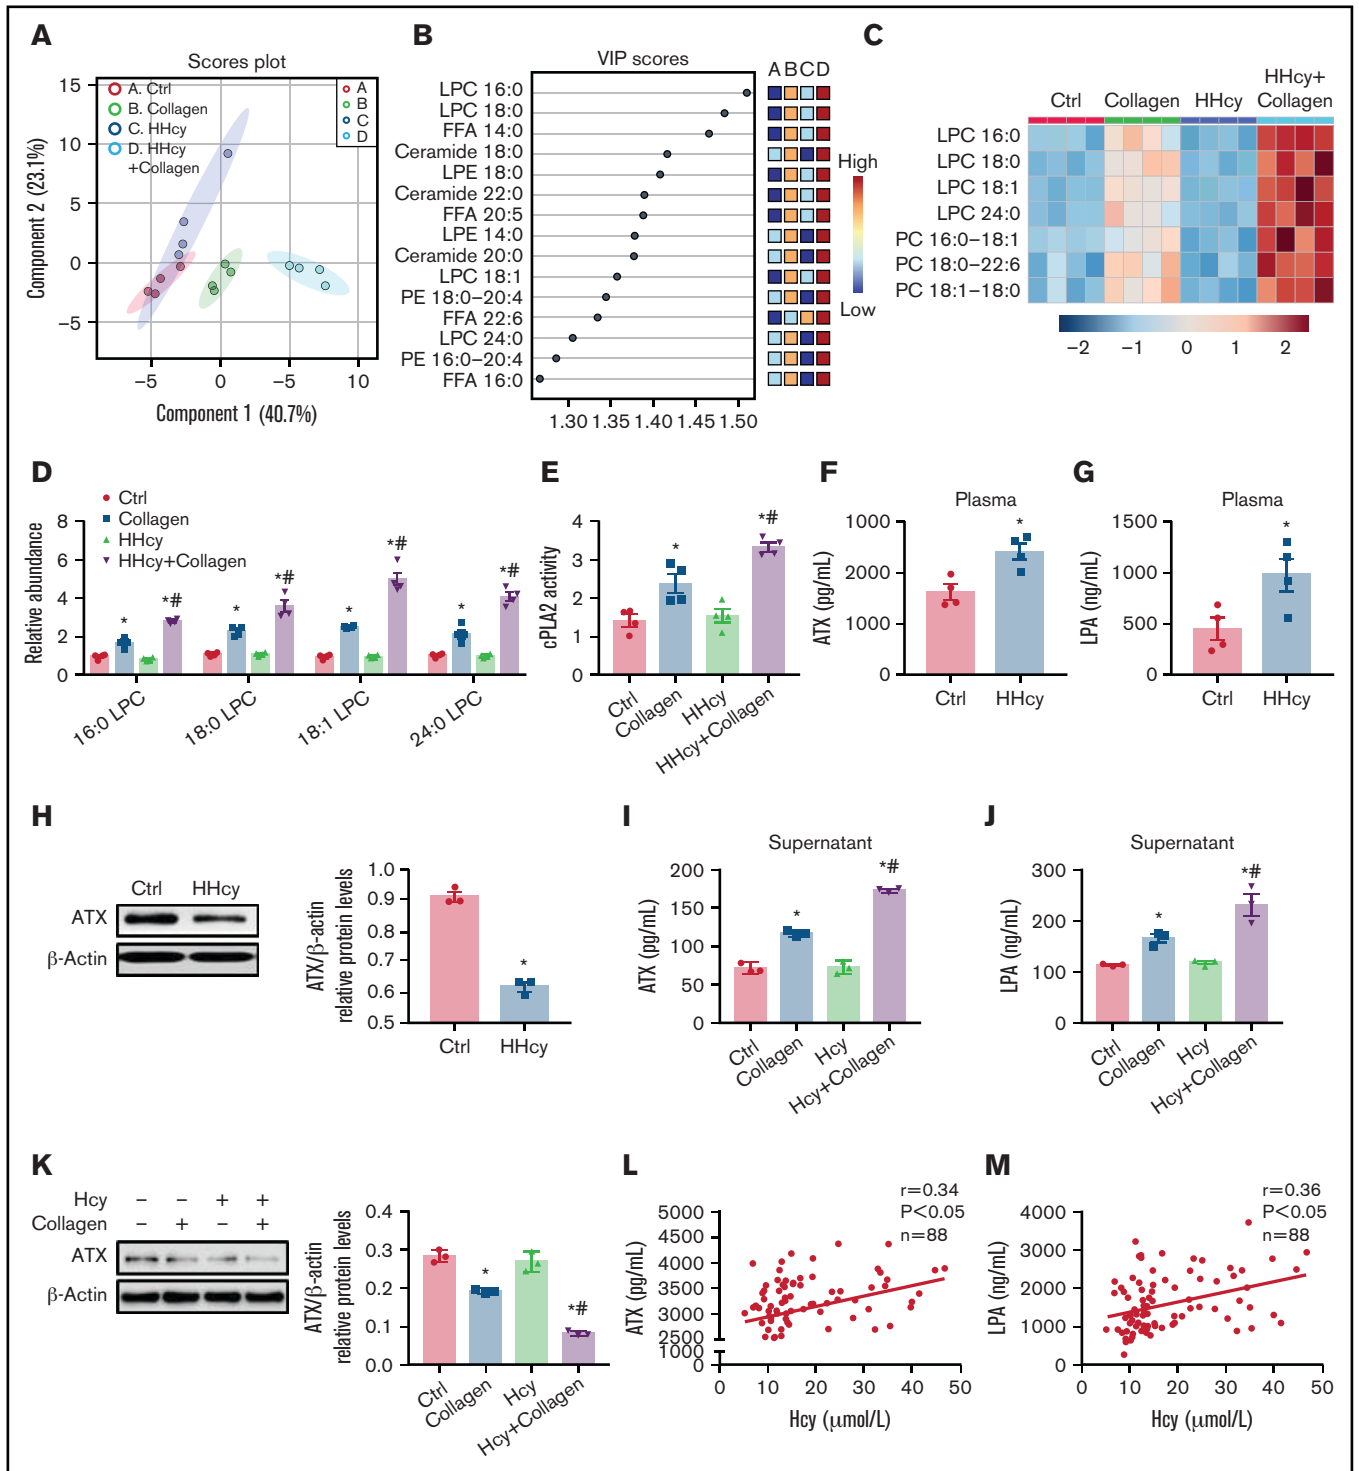 A
Scores plot
15
10
5
0
−5
Component 2 (23.1%)
A. Ctrl
B. Collagen
C. HHcy
D. HHcy
+Collagen
A
B
C
D
−5
0
−5
10
Component 1 (40.7%)
B
VIP scores
A B C D
LPC 16:0
LPC 18:0
FFA 14:0
Ceramide 18:0
LPE 18:0
Ceramide 22:0
FFA 20:5
LPE 14:0
Ceramide 20:0
LPC 18:1
PE 18:0–20:4
FFA 22:6
LPC 24:0
PE 16:0–20:4
FFA 16:0
1.30 1.35 1.40 1.45 1.50
High
Low
C
Ctrl
Collagen
HHcy
HHcy+
Collagen
LPC 16:0
LPC 18:0
LPC 18:1
LPC 24:0
PC 16:0–18:1
PC 18:0–22:6
PC 18:1–18:0
−2 −1 0 1 2
D
Ctrl
Collagen
HHcy
HHcy+Collagen
Relative abundance
8
6
4
2
0
* *#
* *#
* *#
* *#
16:0 LPC
18:0 LPC
18:1 LPC
24:0 LPC
E
cPLA2 activity
4
3
2
1
0
*
*#
Ctrl
Collagen
HHcy
HHcy+Collagen
F
Plasma
ATX (pg/mL)
1000
2000
1000
0
*
Ctrl HHcy
G
Plasma
LPA (ng/mL)
1500
1000
500
0
*
Ctrl HHcy
H
Ctrl HHcy
ATX
β-Actin
ATX/β-actin
relative protein levels
1.0
0.9
0.8
0.7
0.6
0.5
*
Ctrl HHcy
I
Supernatant
ATX (pg/mL)
200
150
100
50
0
*
*#
Ctrl
Collagen
Hcy
Hcy+Collagen
J
Supernatant
LPA (ng/mL)
300
200
100
0
*
*#
Ctrl
Collagen
Hcy
Hcy+Collagen
K
Hcy − − + +
Collagen − + − +
ATX
β-Actin
ATX/β-actin
relative protein levels
0.4
0.3
0.2
0.1
0.0
*
*#
Ctrl
Collagen
Hcy
Hcy+Collagen
L
r=0.34
P<0.05
n=88
ATX (pg/mL)
5000
4500
4000
3500
3000
2500
1000
0
0 10 20 30 40 50
Hcy (μmol/L)
M
r=0.36
P<0.05
n=88
LPA (ng/mL)
4000
3000
2000
1000
0
0 10 20 30 40 50
Hcy (μmol/L)